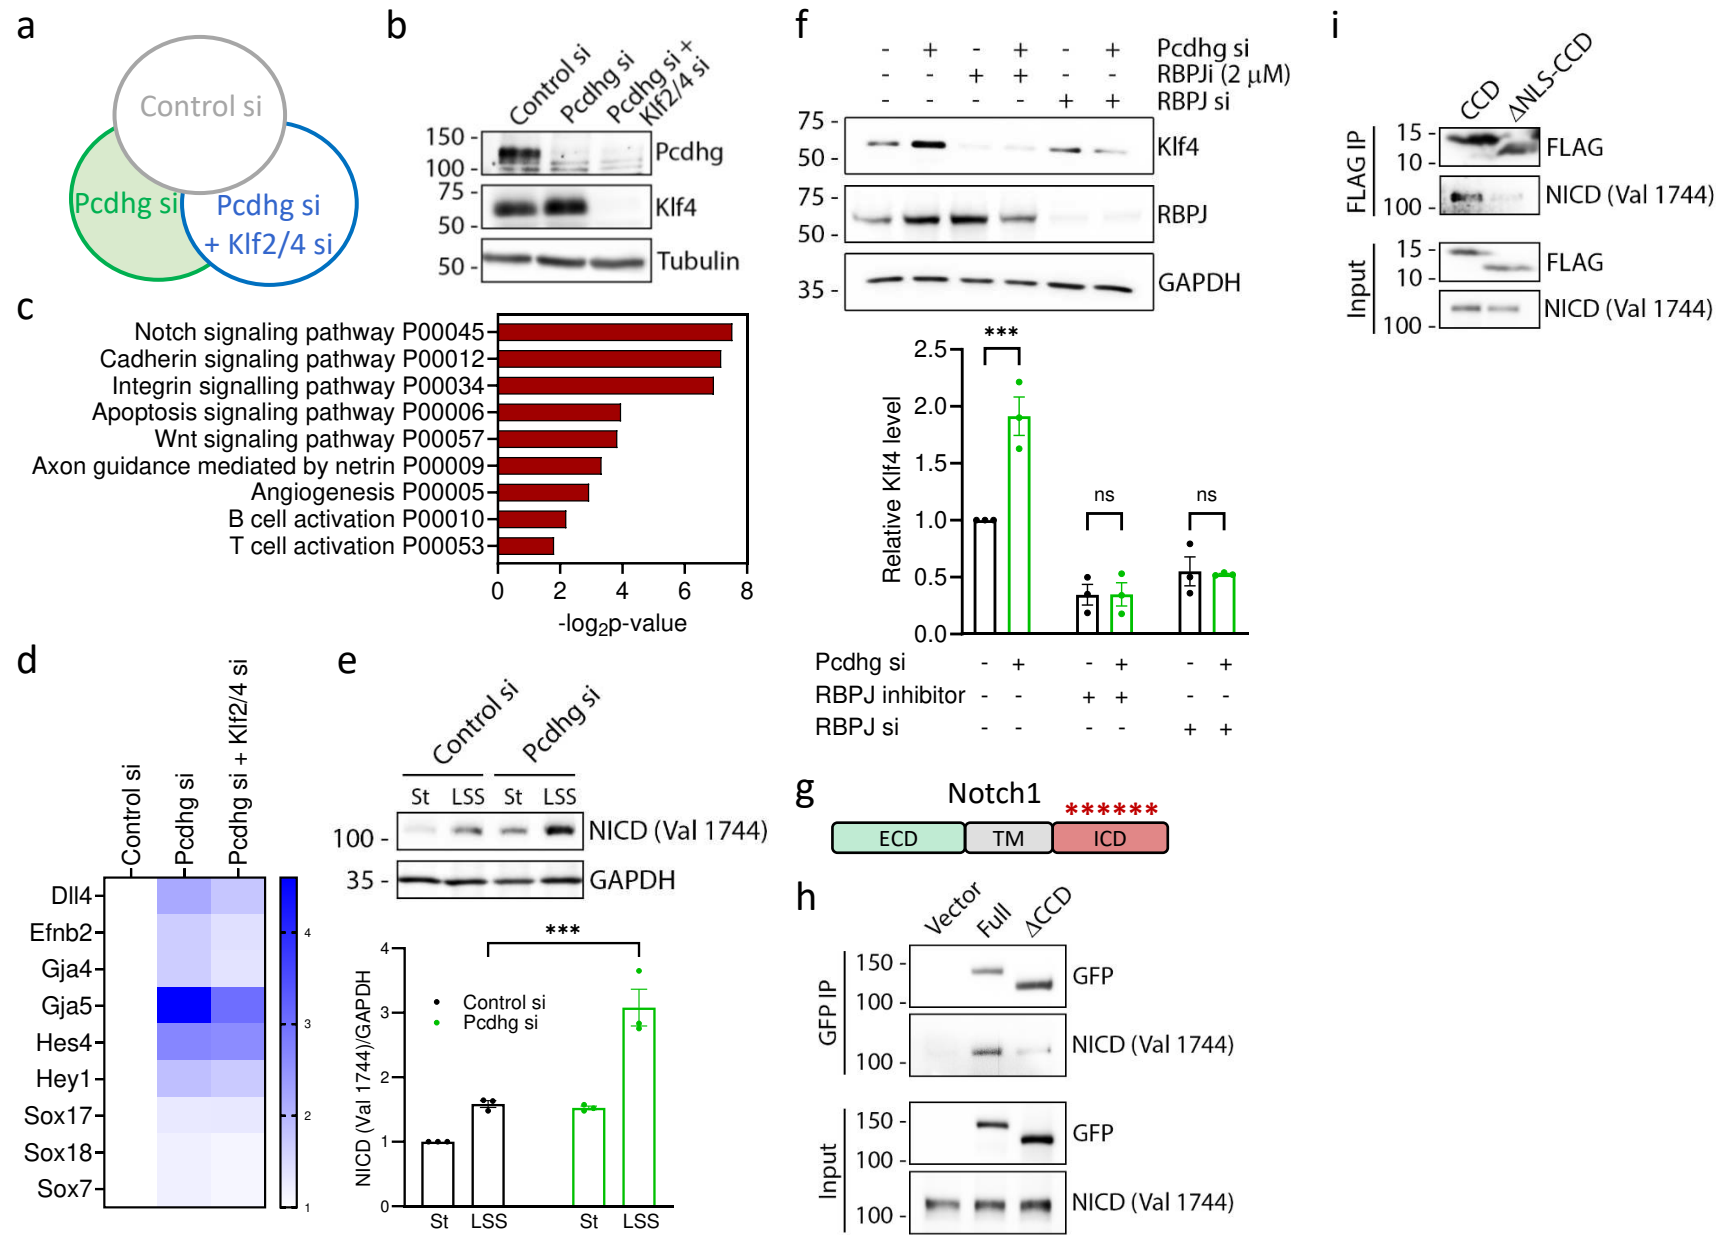 a
Control si
Pcdhg si
Pcdhg si
+ Klf2/4 si
b
Control si
Pcdhg si
Pcdhg si +
Klf2/4 si
150 -
100 -
Pcdhg
75 -
50 -
Klf4
50 -
Tubulin
c
Notch signaling pathway P00045
Cadherin signaling pathway P00012
Integrin signalling pathway P00034
Apoptosis signaling pathway P00006
Wnt signaling pathway P00057
Axon guidance mediated by netrin P00009
Angiogenesis P00005
B cell activation P00010
T cell activation P00053
0 2 4 6 8
-log2p-value
d
Control si
Pcdhg si
Pcdhg si + Klf2/4 si
Dll4
Efnb2
Gja4
Gja5
Hes4
Hey1
Sox17
Sox18
Sox7
4
3
2
1
e
Control si
Pcdhg si
St LSS St LSS
100 -
NICD (Val 1744)
35 -
GAPDH
NICD (Val 1744)/GAPDH
4
3
2
1
0
***
Control si
Pcdhg si
St LSS St LSS
f
- + - + - + Pcdhg si
- - + + - - RBPJi (2 µM)
- - - - + + RBPJ si
75 -
50 -
Klf4
75 -
50 -
RBPJ
35 -
GAPDH
Relative Klf4 level
2.5
2.0
1.5
1.0
0.5
0.0
***
ns
ns
Pcdhg si - + - + - +
RBPJ inhibitor - - + + - -
RBPJ si - - - - + +
g
Notch1
******
ECD TM ICD
h
Vector
Full
ΔCCD
GFP IP
150 -
100 -
GFP
100 -
NICD (Val 1744)
Input
150 -
100 -
GFP
100 -
NICD (Val 1744)
i
CCD
ΔNLS-CCD
FLAG IP
15 -
10 -
FLAG
100 -
NICD (Val 1744)
Input
15 -
10 -
FLAG
100 -
NICD (Val 1744)